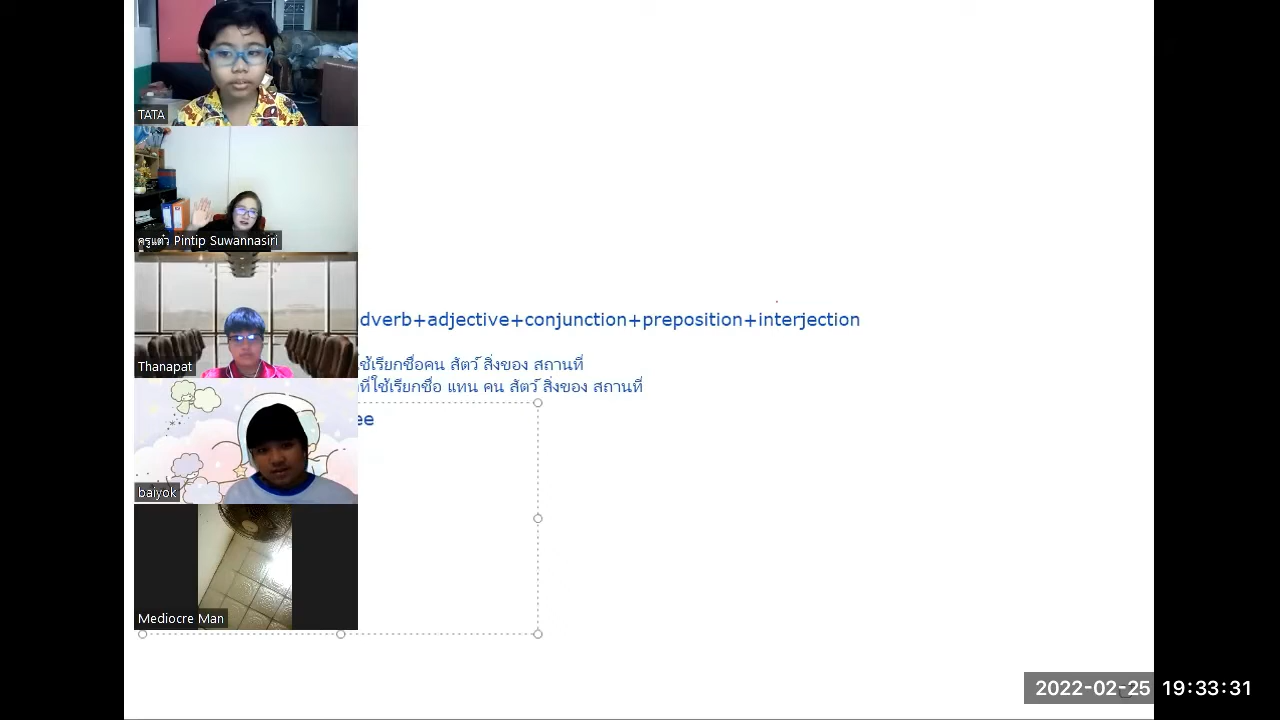 TATA
ครูแต๋ว Pintip Suwannasiri
dverb+adjective+conjunction+preposition+interjection
ช้เรียกชื่อคน สัตว์ สิ่งของ สถานที่
Thanapat
ที่ใช้เรียกชื่อ แทน คน สัตว์ สิ่งของ สถานที่
ee
baiyok
Mediocre Man
2022-02-25 19:33:31